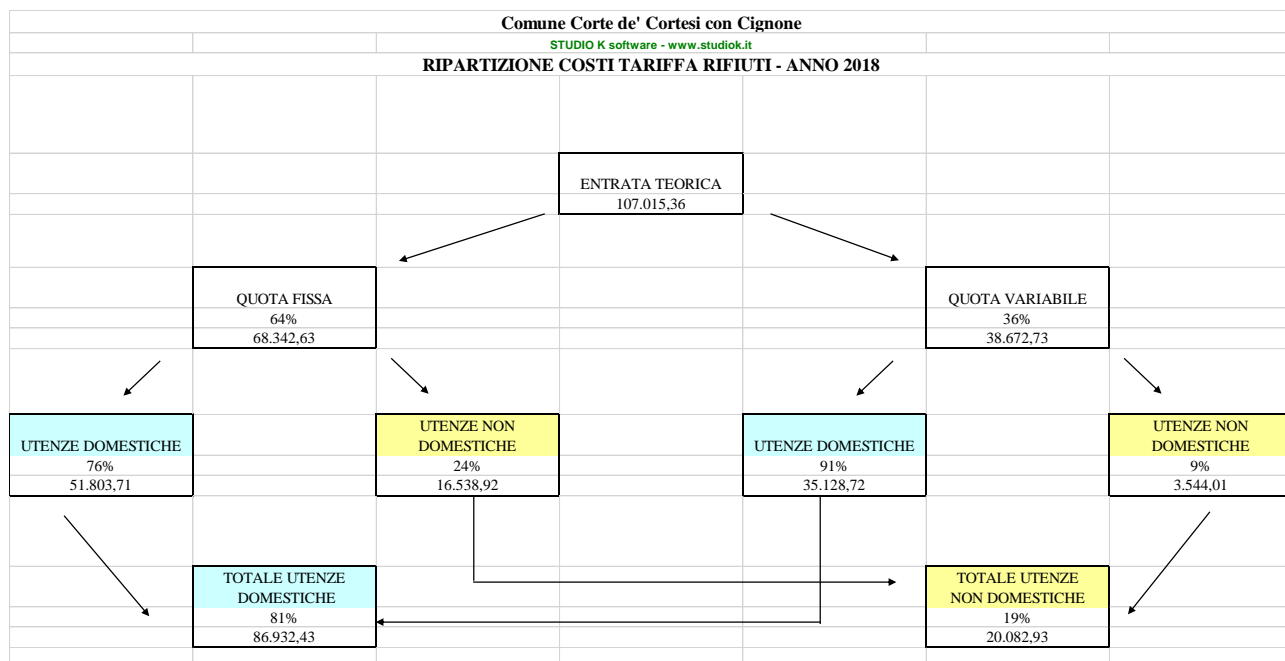 Comune Corte de' Cortesi con Cignone
STUDIO K software - www.studiok.it
RIPARTIZIONE COSTI TARIFFA RIFIUTI - ANNO 2018
ENTRATA TEORICA
107.015,36
QUOTA FISSA
64%
68.342,63
QUOTA VARIABILE
36%
38.672,73
UTENZE DOMESTICHE
76%
51.803,71
UTENZE NON
DOMESTICHE
24%
16.538,92
UTENZE DOMESTICHE
91%
35.128,72
UTENZE NON
DOMESTICHE
9%
3.544,01
TOTALE UTENZE
DOMESTICHE
81%
86.932,43
TOTALE UTENZE
NON DOMESTICHE
19%
20.082,93